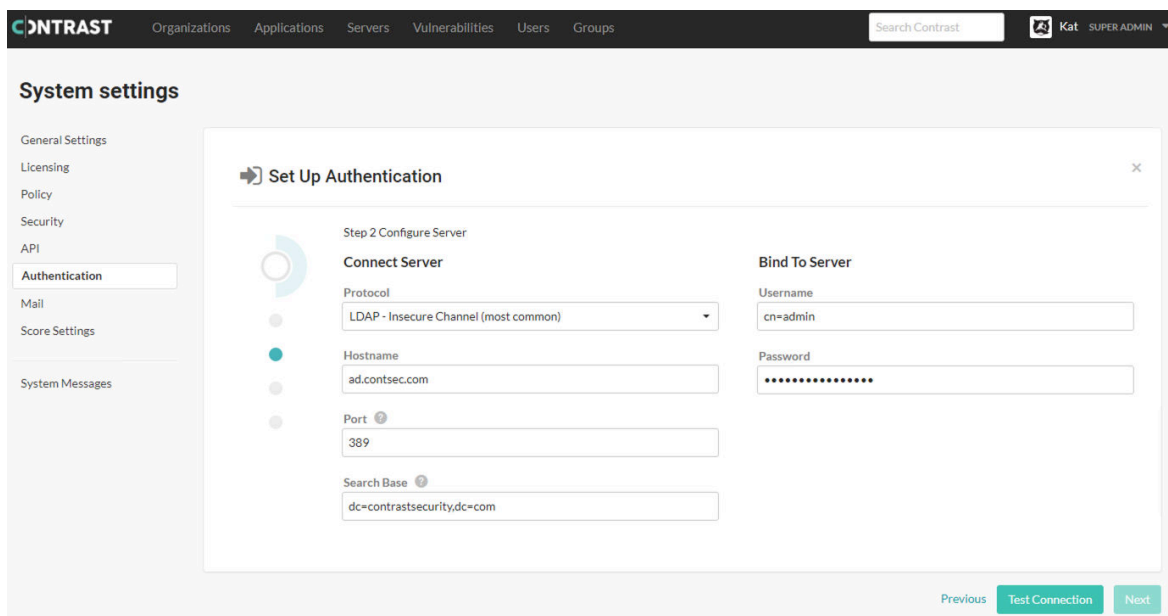 CONTRAST Organizations Applications Servers Vulnerabilities Users Groups Search Contrast Kat SUPER ADMIN
System settings
General Settings
Licensing
Policy
Security
API
Authentication
Mail
Score Settings
System Messages
Set Up Authentication
Step 2 Configure Server
Connect Server
Protocol
LDAP - Insecure Channel (most common)
Hostname
ad.contsec.com
Port ?
389
Search Base ?
dc=contrastsecurity,dc=com
Bind To Server
Username
cn=admin
Password
••••••••••••••••
Previous Test Connection Next